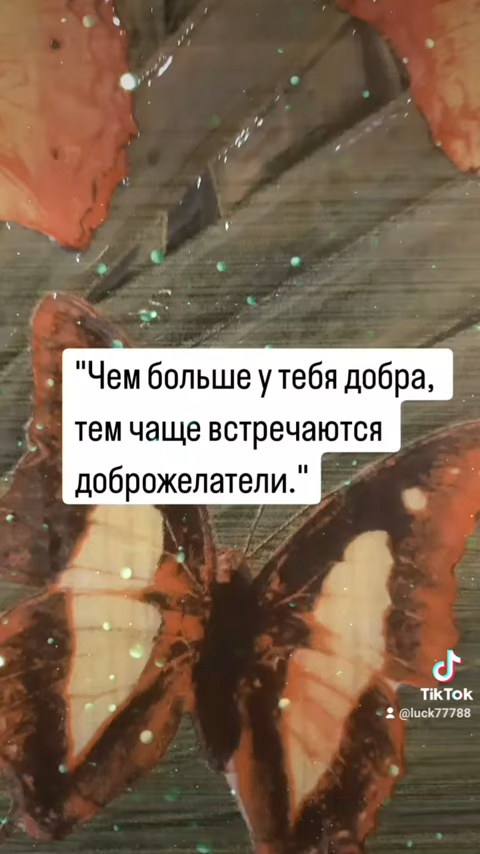 "Чем больше у тебя добра,
тем чаще встречаются
доброжелатели."
TikTok
@luck77788